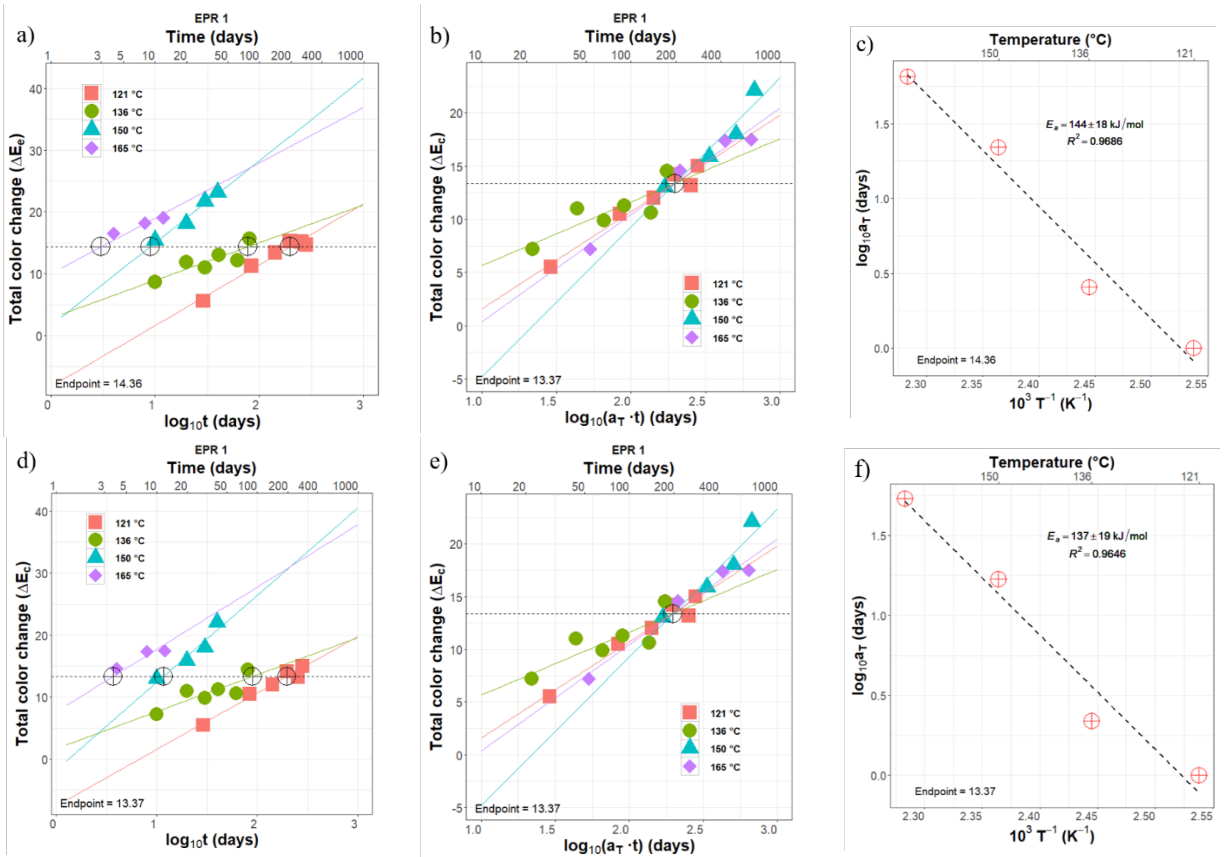 a)
EPR 1
Time (days)
1 3 5 10 20 50 100 200 400 1000
Total color change (ΔEe)
40
30
20
10
0
121 °C
136 °C
150 °C
165 °C
Endpoint = 14.36
0 1 2 3
log10t (days)
b)
EPR 1
Time (days)
10 20 50 100 200 400 1000
Total color change (ΔEc)
20
15
10
5
0
-5
121 °C
136 °C
150 °C
165 °C
Endpoint = 13.37
1.0 1.5 2.0 2.5 3.0
log10(aT ·t) (days)
c)
Temperature (°C)
150 136 121
log10aT (days)
1.5
1.0
0.5
0.0
Ea = 144 ± 18 kJ/mol
R² = 0.9686
Endpoint = 14.36
2.30 2.35 2.40 2.45 2.50 2.55
10³ T⁻¹ (K⁻¹)
d)
EPR 1
Time (days)
1 3 5 10 20 50 100 200 400 1000
Total color change (ΔEc)
40
30
20
10
0
121 °C
136 °C
150 °C
165 °C
Endpoint = 13.37
0 1 2 3
log10t (days)
e)
EPR 1
Time (days)
10 20 50 100 200 400 1000
Total color change (ΔEc)
20
15
10
5
0
-5
121 °C
136 °C
150 °C
165 °C
Endpoint = 13.37
1.0 1.5 2.0 2.5 3.0
log10(aT ·t) (days)
f)
Temperature (°C)
150 136 121
log10aT (days)
1.5
1.0
0.5
0.0
Ea = 137 ± 19 kJ/mol
R² = 0.9646
Endpoint = 13.37
2.30 2.35 2.40 2.45 2.50 2.55
10³ T⁻¹ (K⁻¹)